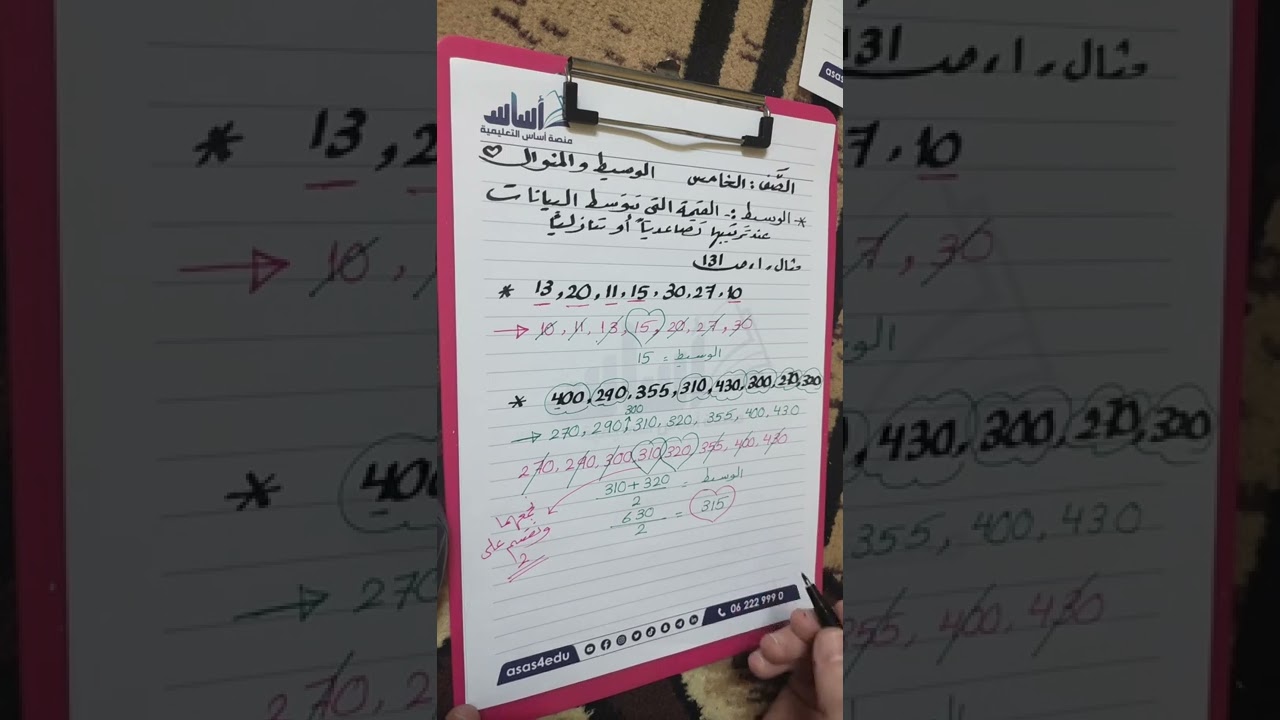 أساس
منصة أساس التعليمية
الصَّف : الخامس الوسيط والمنوال
* الوسيط :- القيمة التي تتوسط البيانات
عند ترتيبها تصاعدياً أو تنازلياً
مثال ١، ص 131
* 13, 20, 11, 15, 30, 27, 10
→ 10, 11, 13, 15, 20, 27, 30
الوسيط = 15
* 400, 290, 355, 310, 430, 300, 270, 320
300
→ 270, 290, 310, 320, 355, 400, 430
270, 290, 300, 310, 320, 355, 400, 430
الوسيط = 310 + 320 / 2
630 / 2 = 315
نجمعهما
ونقسم على
2
asas4edu
06 222 999 0